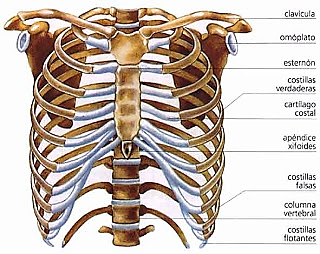 clavícula
omóplato
esternón
costillas
verdaderas
cartílago
costal
apéndice
xifoides
costillas
falsas
columna
vertebral
costillas
flotantes